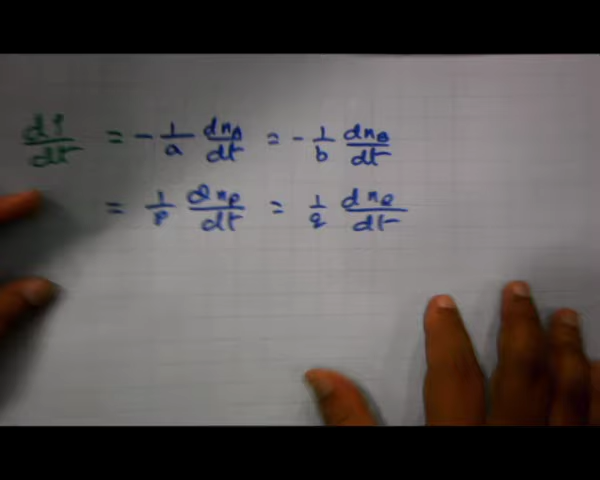 dξ/dt = - 1/a dn_A/dt = - 1/b dn_B/dt
= 1/p dn_P/dt = 1/q dn_Q/dt